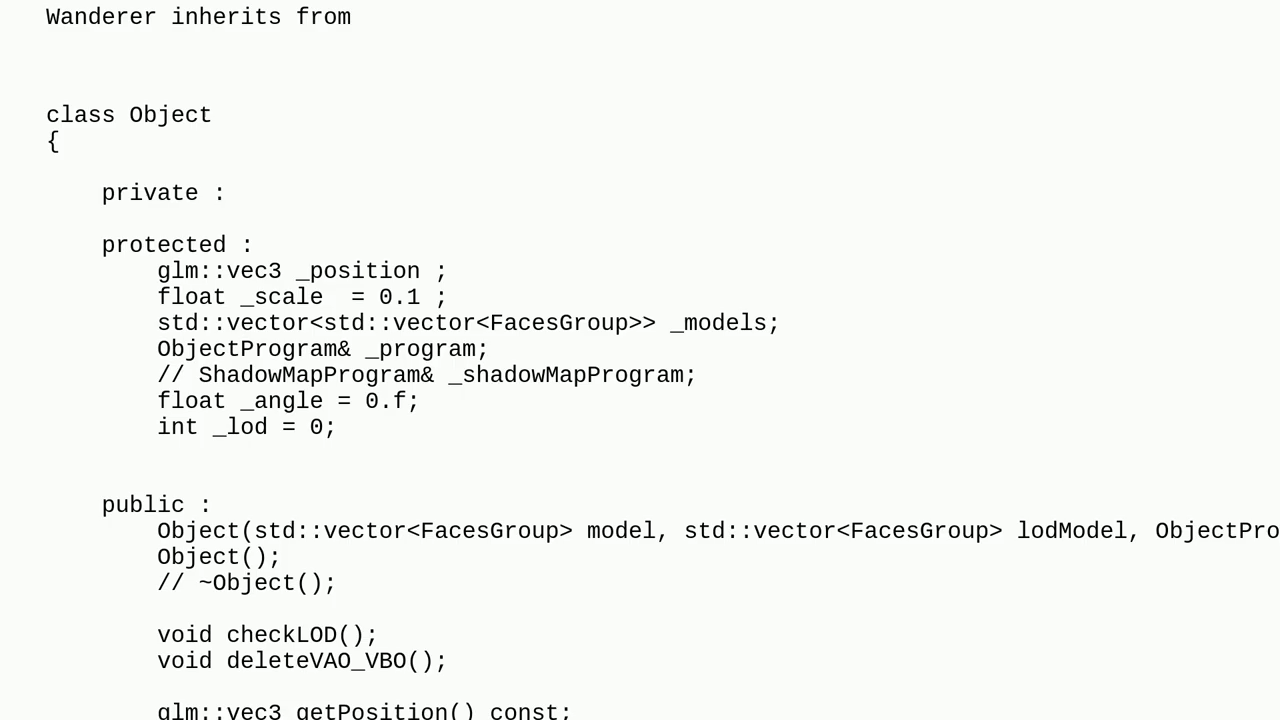 Wanderer inherits from
class Object
{
private :
protected :
glm::vec3 _position ;
float _scale  = 0.1 ;
std::vector<std::vector<FacesGroup>> _models;
ObjectProgram& _program;
// ShadowMapProgram& _shadowMapProgram;
float _angle = 0.f;
int _lod = 0;
public :
Object(std::vector<FacesGroup> model, std::vector<FacesGroup> lodModel, ObjectPro
Object();
// ~Object();
void checkLOD();
void deleteVAO_VBO();
glm::vec3 getPosition() const;